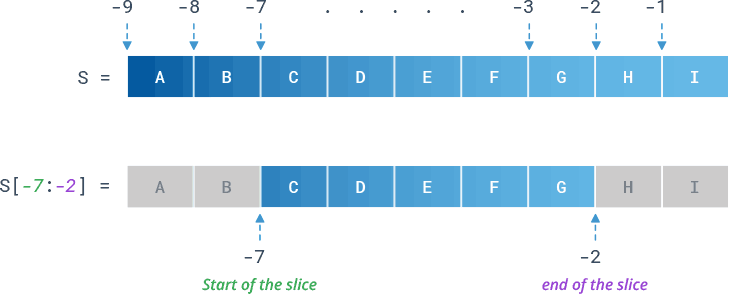 -9 -8 -7 . . . . . -3 -2 -1
S = A B C D E F G H I
S[-7:-2] = A B C D E F G H I
-7 -2
Start of the slice end of the slice